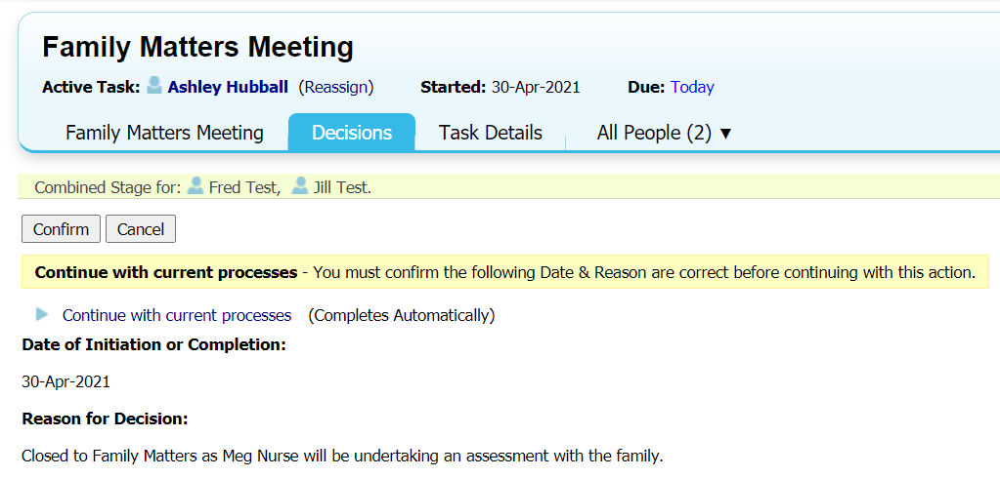 Family Matters Meeting
Active Task: Ashley Hubball (Reassign) Started: 30-Apr-2021 Due: Today
Family Matters Meeting Decisions Task Details All People (2) ▼
Combined Stage for: Fred Test, Jill Test.
Confirm Cancel
Continue with current processes - You must confirm the following Date & Reason are correct before continuing with this action.
Continue with current processes (Completes Automatically)
Date of Initiation or Completion:
30-Apr-2021
Reason for Decision:
Closed to Family Matters as Meg Nurse will be undertaking an assessment with the family.